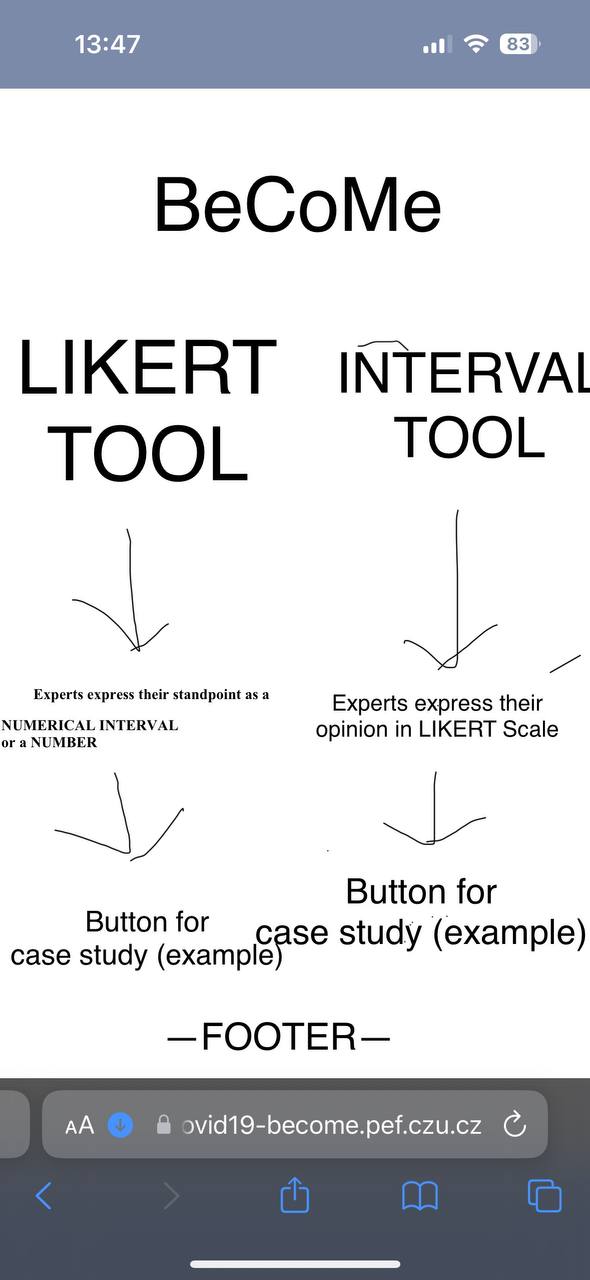 13:47
83
BeCoMe
LIKERT
TOOL
INTERVAL
TOOL
Experts express their standpoint as a
NUMERICAL INTERVAL
or a NUMBER
Experts express their
opinion in LIKERT Scale
Button for
case study (example)
Button for
case study (example)
—FOOTER—
AA
ovid19-become.pef.czu.cz